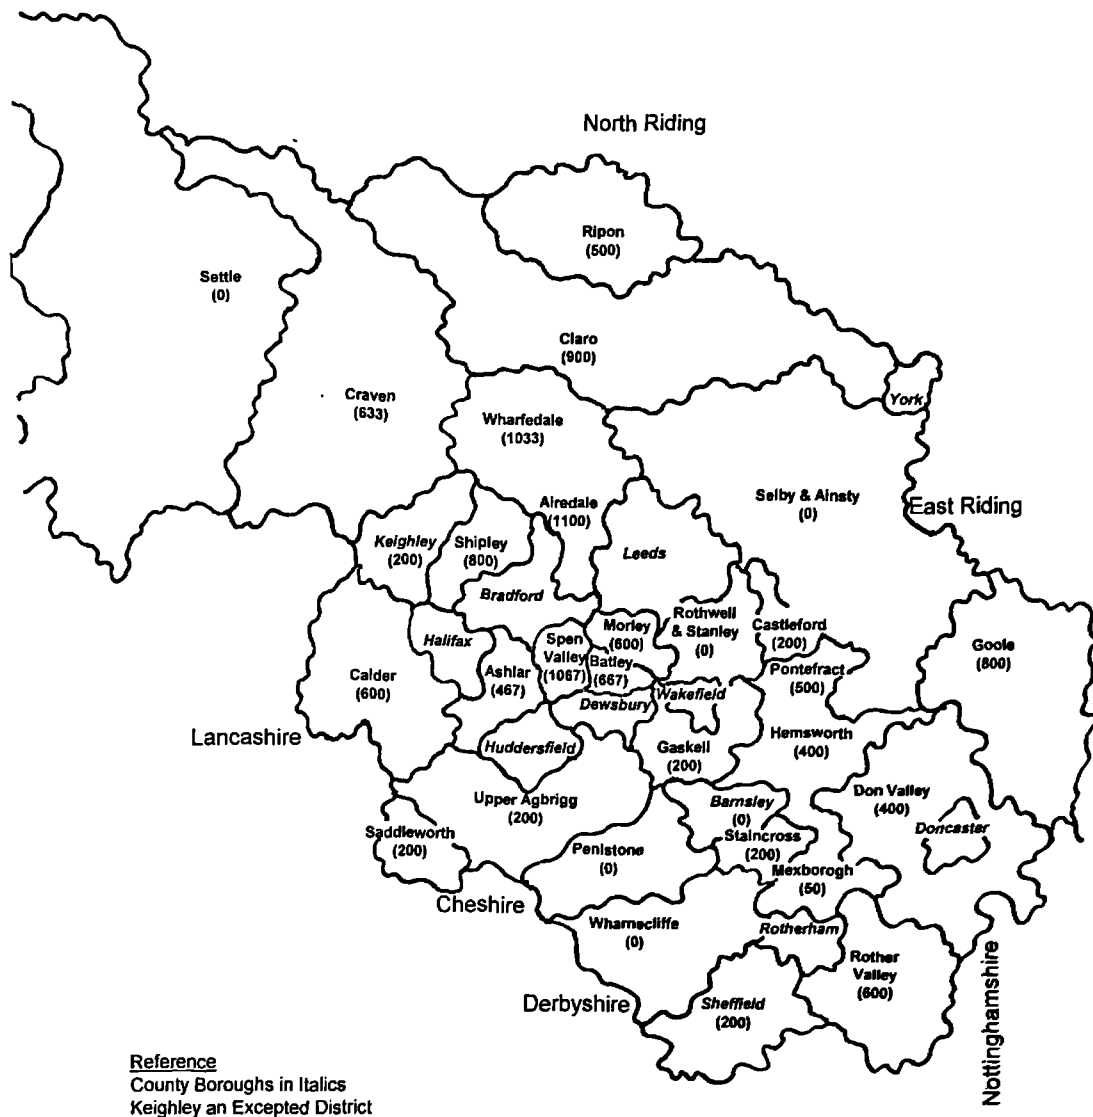 North Riding
Ripon
(500)
Settle
(0)
Claro
(900)
Craven
(633)
York
Wharfedale
(1033)
Selby & Ainsty
(0)
East Riding
Airedale
(1100)
Keighley
(200)
Shipley
(800)
Leeds
Bradford
Halifax
Morley
(600)
Rothwell
& Stanley
(0)
Castleford
(200)
Goole
(800)
Spen
Valley
(1067)
Batley
(667)
Pontefract
(500)
Calder
(600)
Ashlar
(467)
Dewsbury
Wakefield
Lancashire
Huddersfield
Gaskell
(200)
Hemsworth
(400)
Upper Agbrigg
(200)
Barnsley
(0)
Don Valley
(400)
Doncaster
Saddleworth
(200)
Staincross
(200)
Penistone
(0)
Mexborogh
(50)
Cheshire
Wharnecliffe
(0)
Rotherham
Rother
Valley
(600)
Derbyshire
Sheffield
(200)
Nottinghamshire
Reference
County Boroughs in Italics
Keighley an Excepted District